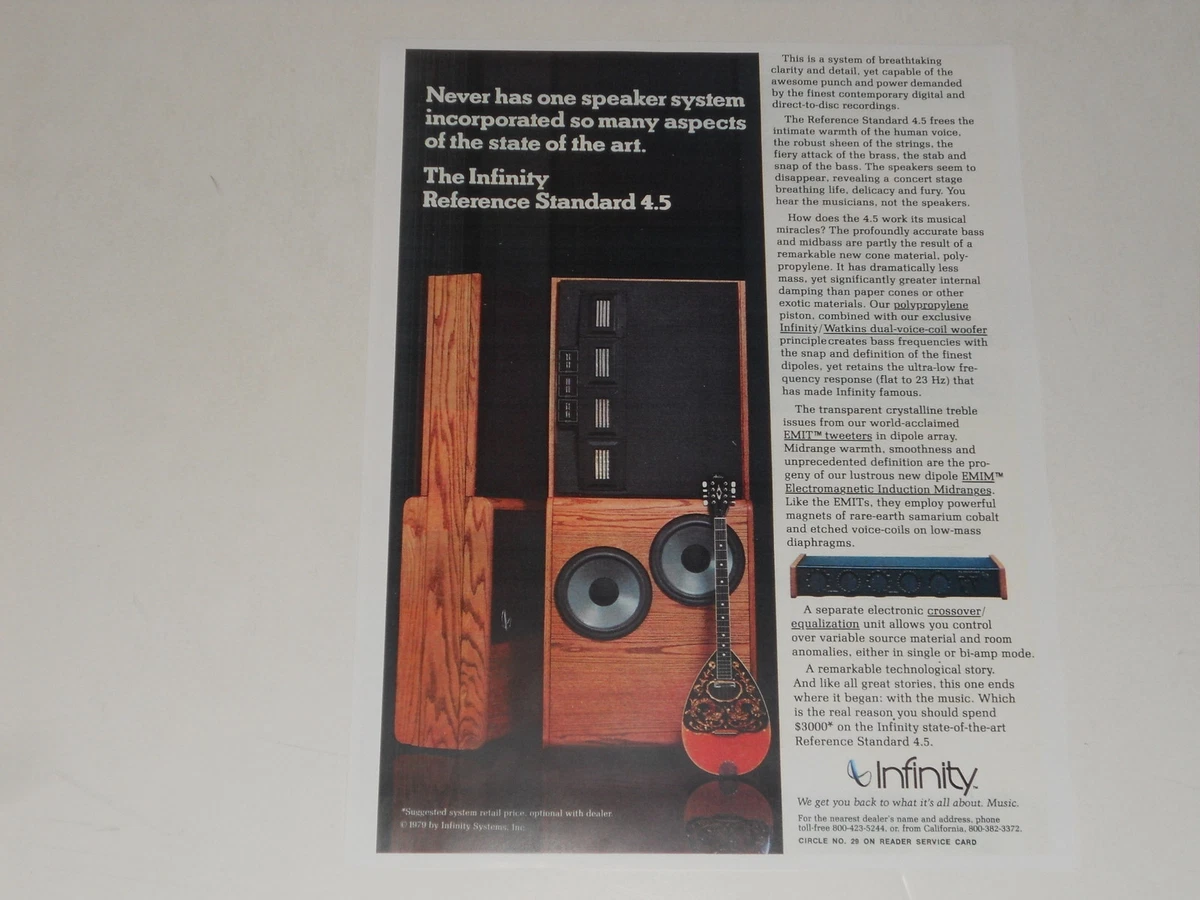 Never has one speaker system
incorporated so many aspects
of the state of the art.
The Infinity
Reference Standard 4.5
*Suggested system retail price, optional with dealer.
© 1979 by Infinity Systems, Inc.
This is a system of breathtaking
clarity and detail, yet capable of the
awesome punch and power demanded
by the finest contemporary digital and
direct-to-disc recordings.
The Reference Standard 4.5 frees the
intimate warmth of the human voice,
the robust sheen of the strings, the
fiery attack of the brass, the stab and
snap of the bass. The speakers seem to
disappear, revealing a concert stage
breathing life, delicacy and fury. You
hear the musicians, not the speakers.
How does the 4.5 work its musical
miracles? The profoundly accurate bass
and midbass are partly the result of a
remarkable new cone material, poly-
propylene. It has dramatically less
mass, yet significantly greater internal
damping than paper cones or other
exotic materials. Our polypropylene
piston, combined with our exclusive
Infinity/Watkins dual-voice-coil woofer
principle creates bass frequencies with
the snap and definition of the finest
dipoles, yet retains the ultra-low fre-
quency response (flat to 23 Hz) that
has made Infinity famous.
The transparent crystalline treble
issues from our world-acclaimed
EMIT™ tweeters in dipole array.
Midrange warmth, smoothness and
unprecedented definition are the pro-
geny of our lustrous new dipole EMIM™
Electromagnetic Induction Midranges.
Like the EMITs, they employ powerful
magnets of rare-earth samarium cobalt
and etched voice-coils on low-mass
diaphragms.
A separate electronic crossover/
equalization unit allows you control
over variable source material and room
anomalies, either in single or bi-amp mode.
A remarkable technological story.
And like all great stories, this one ends
where it began: with the music. Which
is the real reason you should spend
$3000* on the Infinity state-of-the-art
Reference Standard 4.5.
Infinity™
We get you back to what it's all about. Music.
For the nearest dealer's name and address, phone
toll-free 800-423-5244, or, from California, 800-382-3372.
CIRCLE NO. 29 ON READER SERVICE CARD